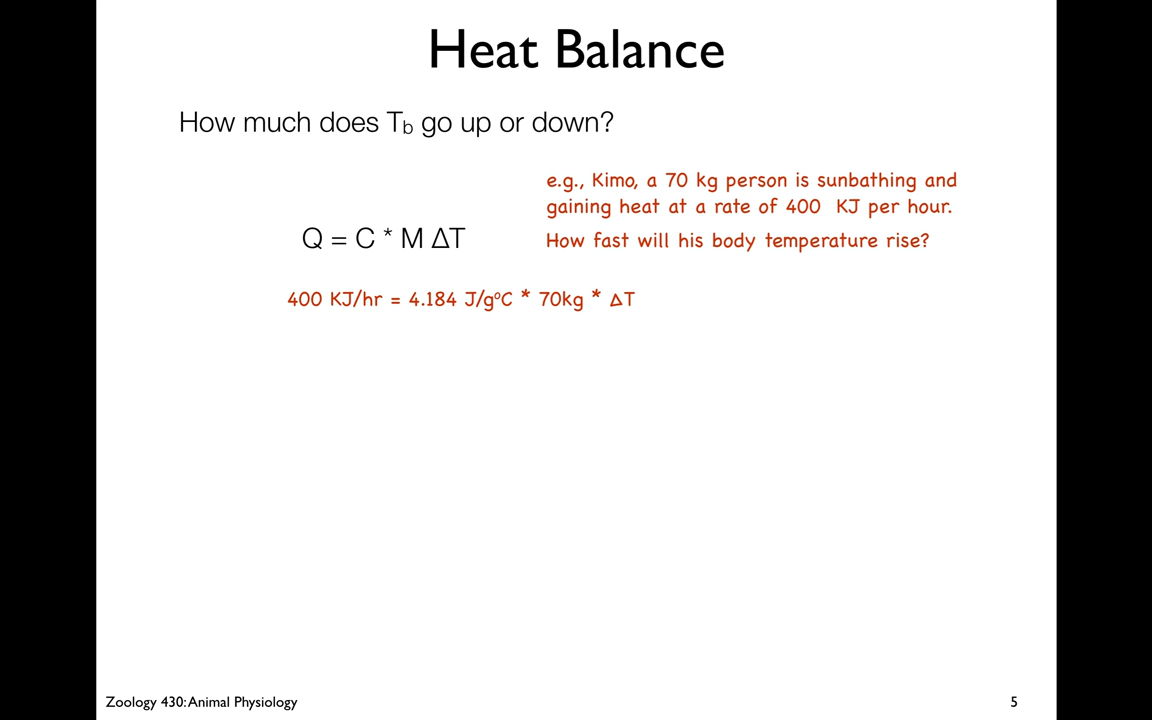 Heat Balance
How much does Tb go up or down?
e.g., Kimo, a 70 kg person is sunbathing and
gaining heat at a rate of 400 KJ per hour.
Q = C * M ΔT
How fast will his body temperature rise?
400 KJ/hr = 4.184 J/g°C * 70kg * ΔT
Zoology 430: Animal Physiology
5